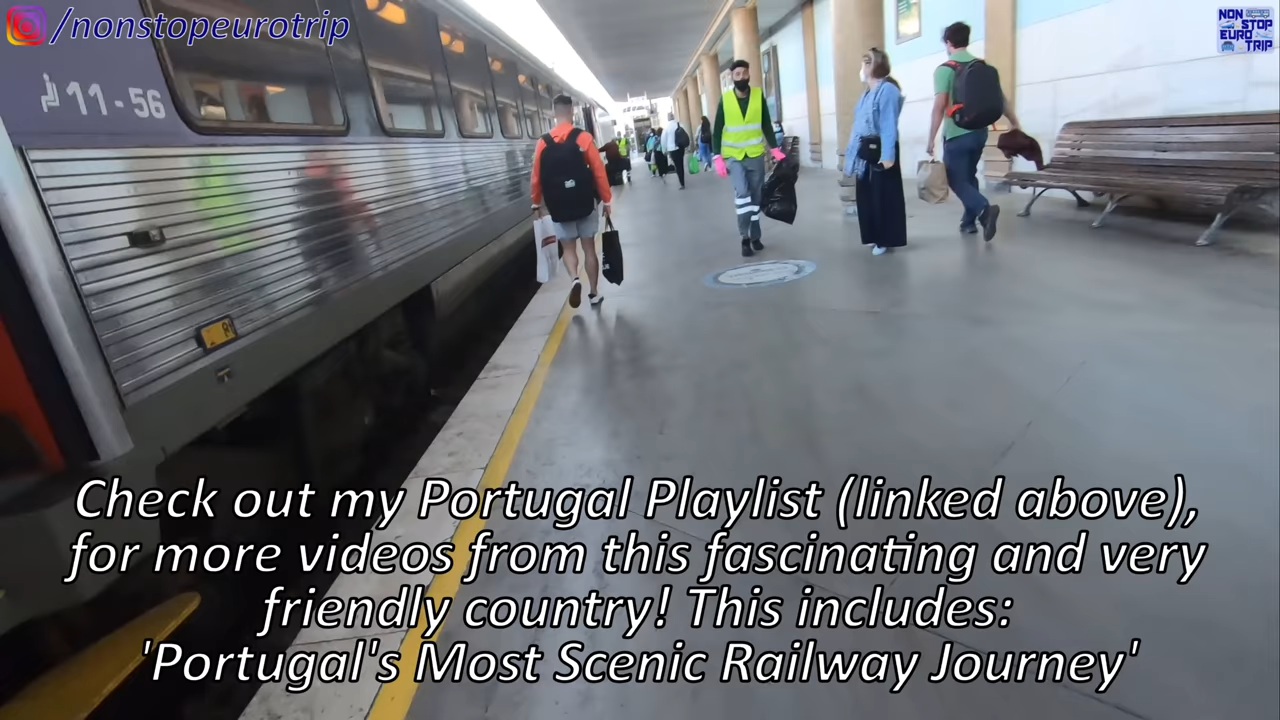 /nonstopeurotrip
NON
STOP
EURO
TRIP
11-56
Check out my Portugal Playlist (linked above),
for more videos from this fascinating and very
friendly country! This includes:
'Portugal's Most Scenic Railway Journey'